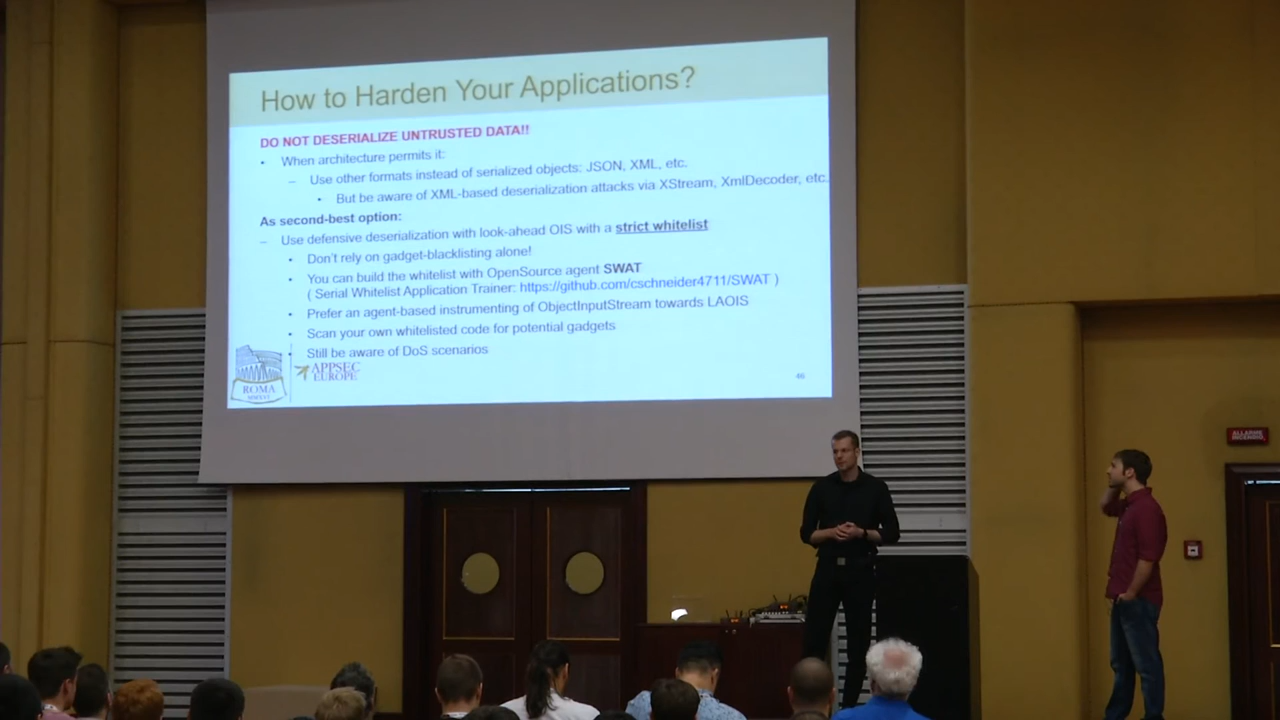 How to Harden Your Applications?
DO NOT DESERIALIZE UNTRUSTED DATA!!
• When architecture permits it:
– Use other formats instead of serialized objects: JSON, XML, etc.
• But be aware of XML-based deserialization attacks via XStream, XmlDecoder, etc.
As second-best option:
– Use defensive deserialization with look-ahead OIS with a strict whitelist
• Don't rely on gadget-blacklisting alone!
• You can build the whitelist with OpenSource agent SWAT
( Serial Whitelist Application Trainer: https://github.com/cschneider4711/SWAT )
• Prefer an agent-based instrumenting of ObjectInputStream towards LAOIS
• Scan your own whitelisted code for potential gadgets
• Still be aware of DoS scenarios
ROMA
APPSEC
EUROPE
46
ALLARME
INCENDIO